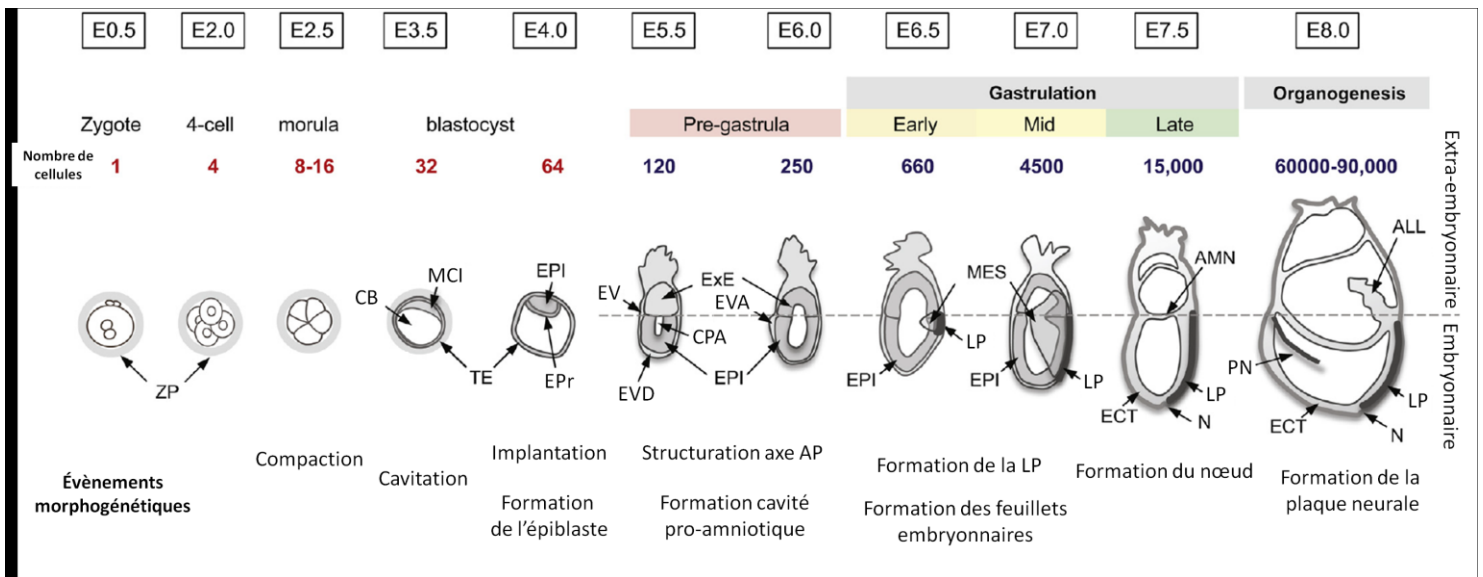 E0.5 E2.0 E2.5 E3.5 E4.0 E5.5 E6.0 E6.5 E7.0 E7.5 E8.0
Gastrulation Organogenesis
Zygote 4-cell morula blastocyst Pre-gastrula Early Mid Late
Nombre de
cellules
1 4 8-16 32 64 120 250 660 4500 15,000 60000-90,000
Extra-embryonnaire
Embryonnaire
ALL
MCI EPI ExE MES AMN
CB EV EVA
CPA LP
ZP TE EPr EVD EPI EPI EPI LP PN LP LP
ECT N ECT N
Compaction Implantation Structuration axe AP Formation de la LP Formation du nœud
Évènements
morphogénétiques
Cavitation
Formation
de l'épiblaste
Formation cavité
pro-amniotique
Formation des feuillets
embryonnaires
Formation de la
plaque neurale